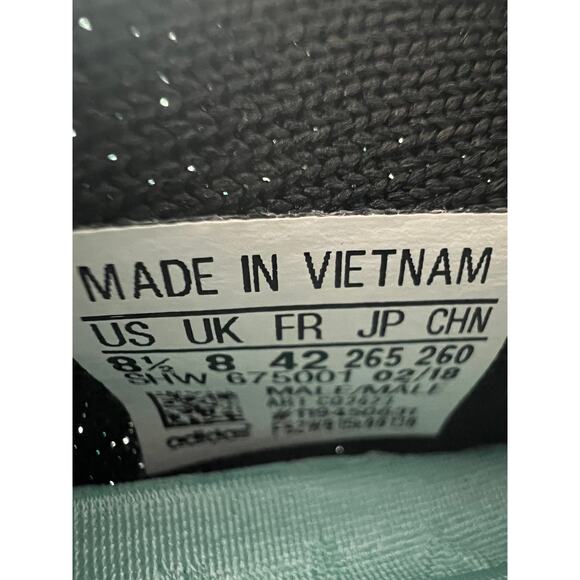 MADE IN VIETNAM
US UK FR JP CHN
8½ 8 42 265 260
SHW 675001 02/18
MALE/MALE
ART
adidas